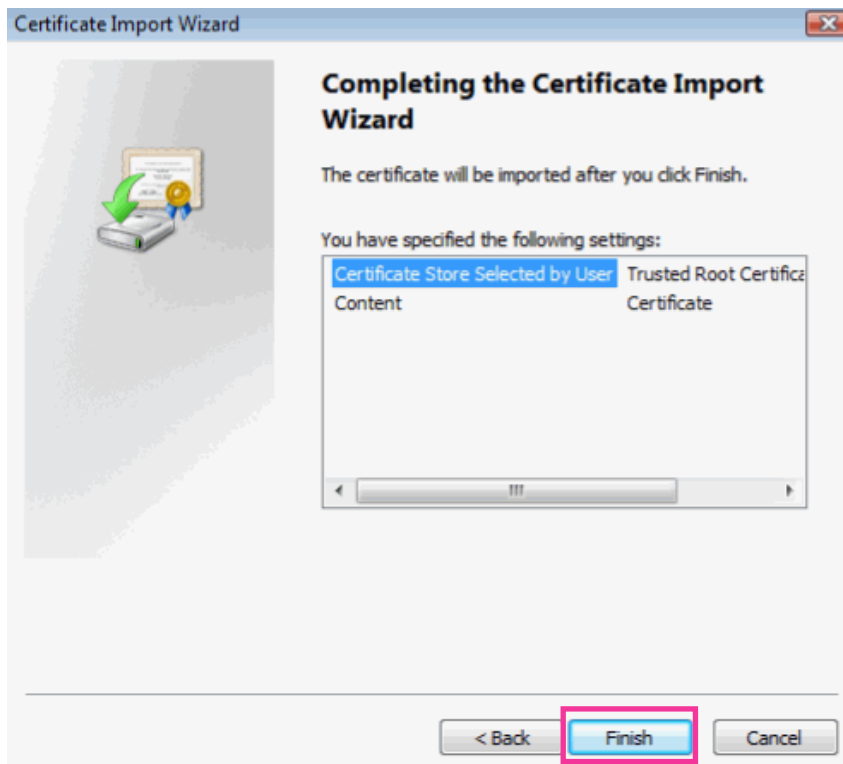 Certificate Import Wizard
Completing the Certificate Import
Wizard
The certificate will be imported after you click Finish.
You have specified the following settings:
Certificate Store Selected by User Trusted Root Certifica
Content Certificate
< Back Finish Cancel